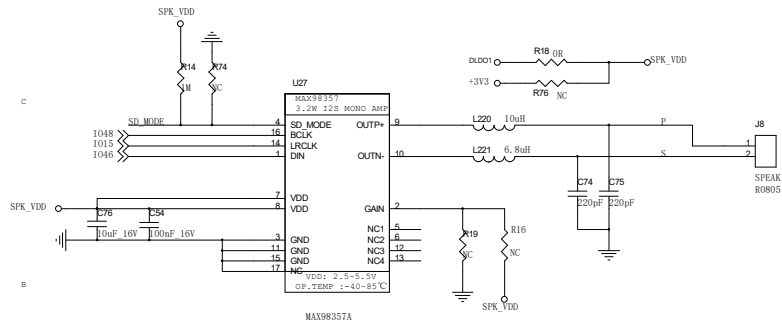 SPK_VDD
R14
1M
R74
NC
DLDO1
R18 0R
SPK_VDD
+3V3
R76 NC
U27
MAX98357
3.2W I2S MONO AMP
C
SD_MODE
4 SD_MODE
OUTP+ 9
L220 10uH
P
J8
IO48
16 BCLK
IO15
14 LRCLK
IO46
1 DIN
OUTN- 10
L221 6.8uH
S
1
2
SPEAK
R0805
C74
220pF
C75
220pF
SPK_VDD
7 VDD
8 VDD
GAIN 2
C76
10uF_16V
C54
100nF_16V
R19
NC
R16
NC
NC1 5
NC2 6
NC3 12
NC4 13
3 GND
11 GND
15 GND
17 NC
VDD: 2.5-5.5V
OP.TEMP :-40-85℃
B
SPK_VDD
MAX98357A